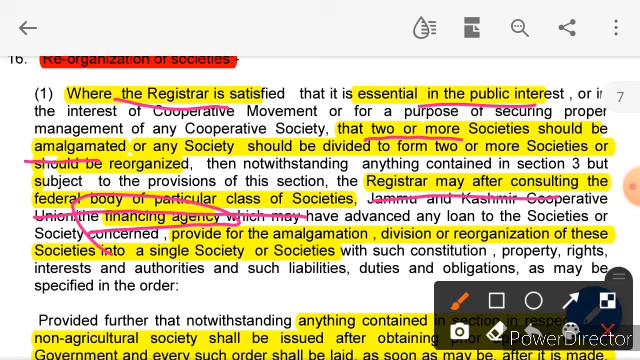 16. Re-organization of societies:-
7
(1) Where the Registrar is satisfied that it is essential in the public interest, or in
the interest of Cooperative Movement or for a purpose of securing proper
management of any Cooperative Society, that two or more Societies should be
amalgamated or any Society should be divided to form two or more Societies or
should be reorganized, then notwithstanding anything contained in section 3 but
subject to the provisions of this section, the Registrar may after consulting the
federal body of particular class of Societies, Jammu and Kashmir Cooperative
Union,the financing agency which may have advanced any loan to the Societies or
Society concerned , provide for the amalgamation , division or reorganization of these
Societies into a single Society or Societies with such constitution, property, rights,
interests and authorities and such liabilities, duties and obligations, as may be
specified in the order:
Provided further that notwithstanding anything contained in section in respe
non-agricultural society shall be issued after obtaining prior
Government and every such order shall be laid, as soon as may be, after it is made
PowerDirector